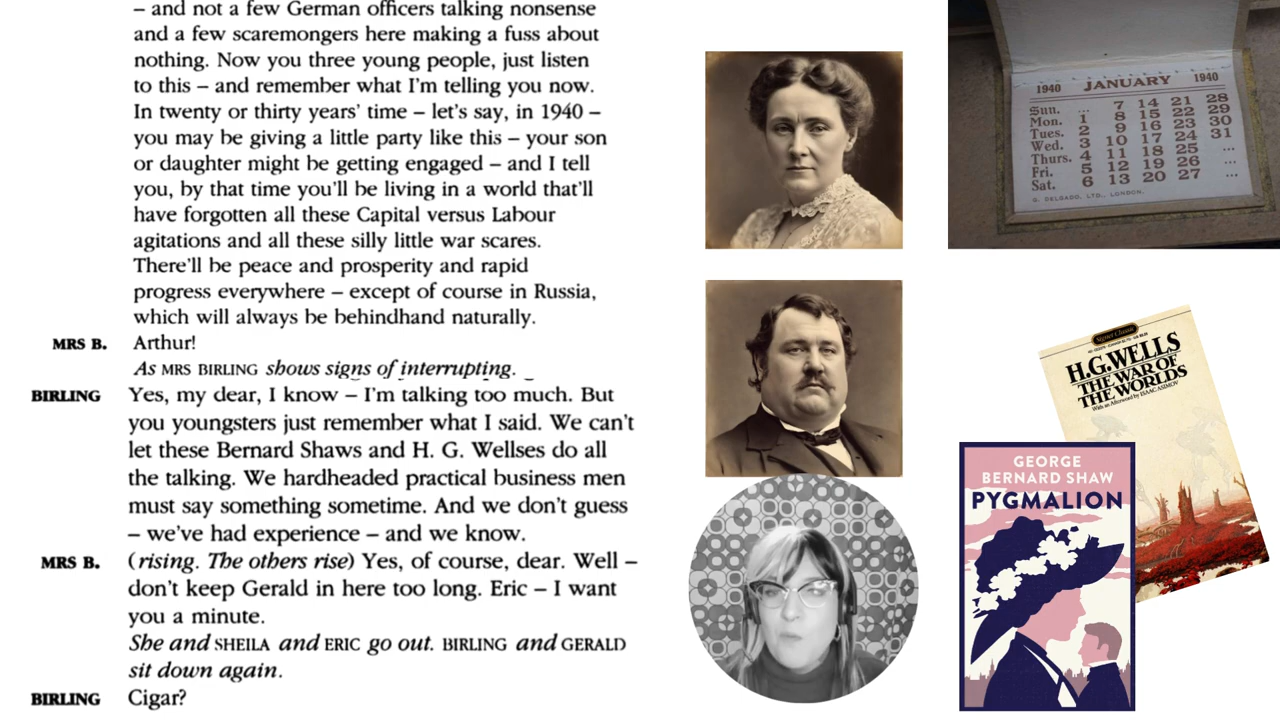 – and not a few German officers talking nonsense
and a few scaremongers here making a fuss about
nothing. Now you three young people, just listen
to this – and remember what I'm telling you now.
In twenty or thirty years' time – let's say, in 1940 –
you may be giving a little party like this – your son
or daughter might be getting engaged – and I tell
you, by that time you'll be living in a world that'll
have forgotten all these Capital versus Labour
agitations and all these silly little war scares.
There'll be peace and prosperity and rapid
progress everywhere – except of course in Russia,
which will always be behindhand naturally.
MRS B. Arthur!
As MRS BIRLING shows signs of interrupting.
BIRLING Yes, my dear, I know – I'm talking too much. But
you youngsters just remember what I said. We can't
let these Bernard Shaws and H. G. Wellses do all
the talking. We hardheaded practical business men
must say something sometime. And we don't guess
– we've had experience – and we know.
MRS B. (rising. The others rise) Yes, of course, dear. Well –
don't keep Gerald in here too long. Eric – I want
you a minute.
She and SHEILA and ERIC go out. BIRLING and GERALD
sit down again.
BIRLING Cigar?
1940 JANUARY 1940
Sun. ... 7 14 21 28
Mon. 1 8 15 22 29
Tues. 2 9 16 23 30
Wed. 3 10 17 24 31
Thurs. 4 11 18 25 ...
Fri. 5 12 19 26 ...
Sat. 6 13 20 27 ...
DELGADO, LTD., LONDON.
Signet Classic
H.G.WELLS
THE WAR OF
THE WORLDS
With an Afterword by ISAAC ASIMOV
GEORGE
BERNARD SHAW
PYGMALION